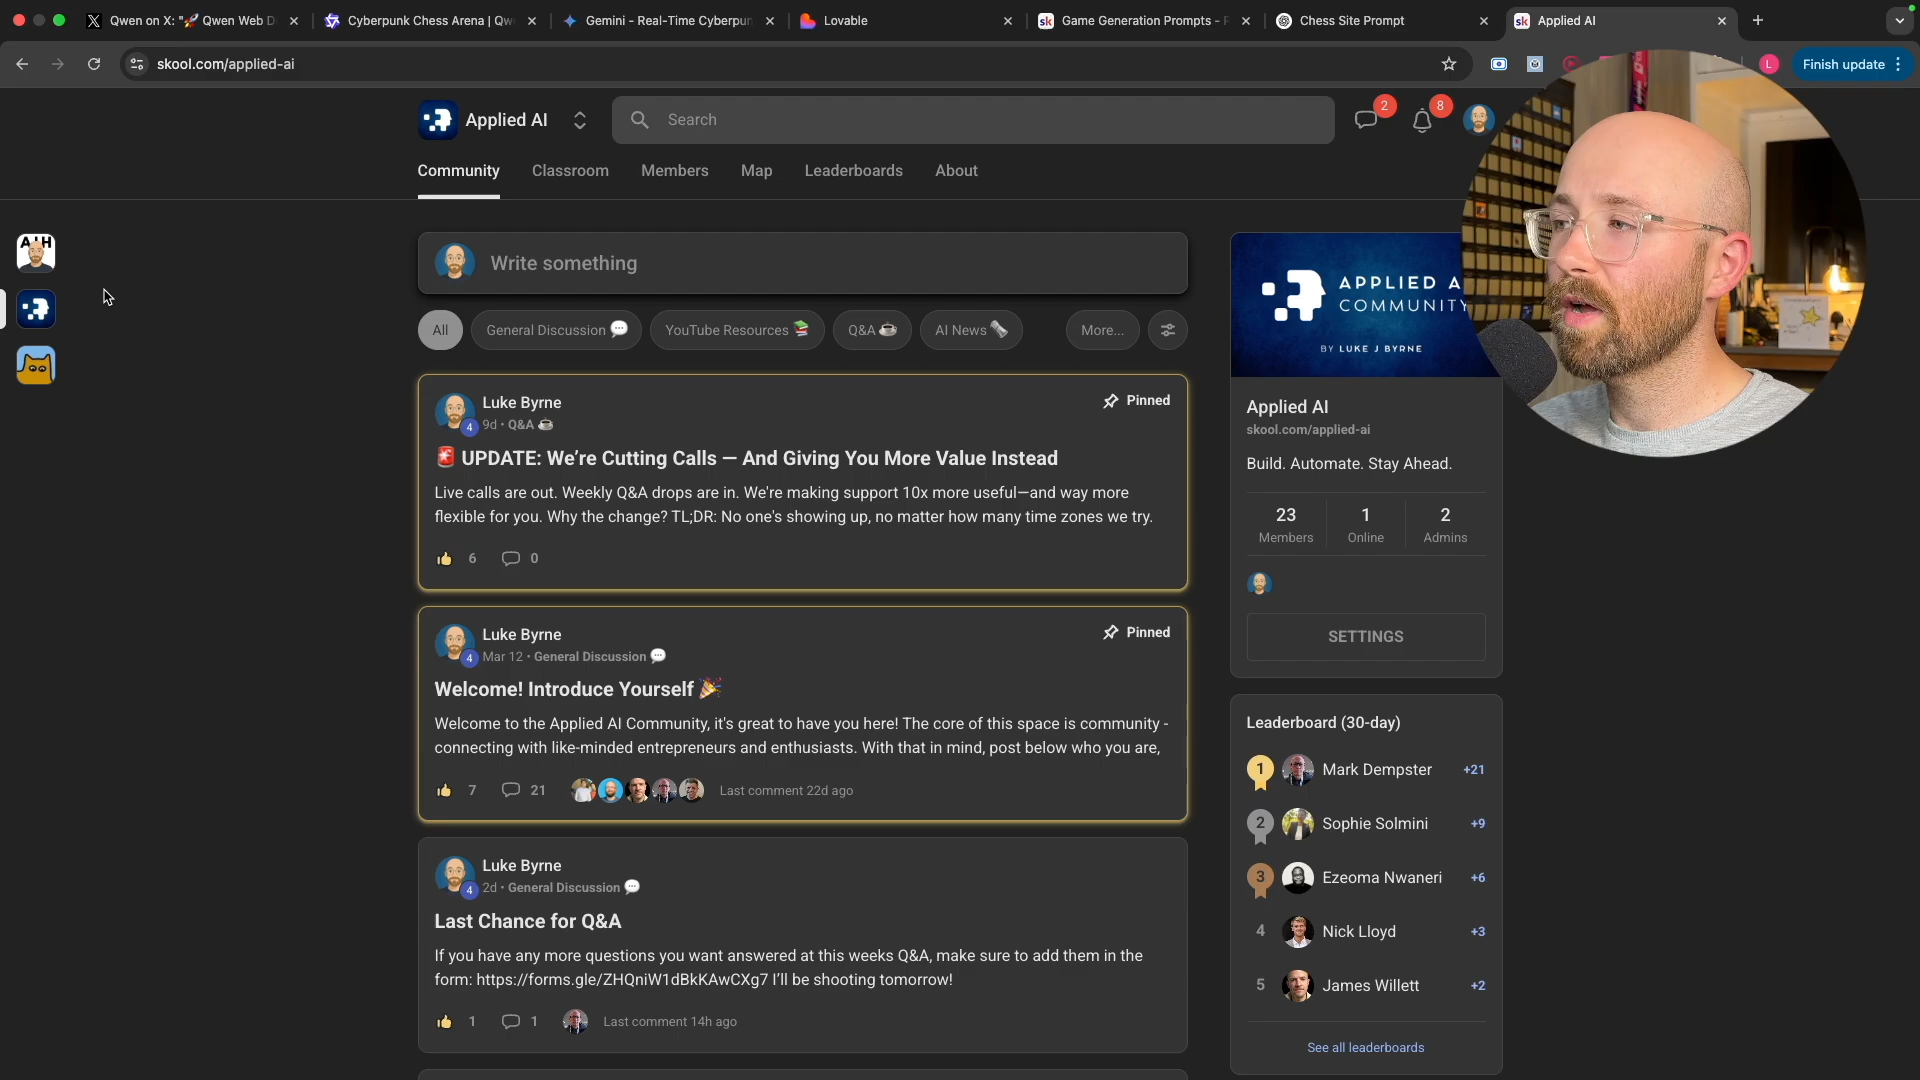 Qwen on X: "🚀 Qwen Web D
Cyberpunk Chess Arena | Qw
Gemini - Real-Time Cyberpun
Lovable
Game Generation Prompts - F
Chess Site Prompt
Applied AI
skool.com/applied-ai
L
Finish update
Applied AI
Search
2
8
Community
Classroom
Members
Map
Leaderboards
About
Write something
All
General Discussion 💬
YouTube Resources 📚
Q&A ☕
AI News 🗞️
More...
Luke Byrne
Pinned
4
9d • Q&A ☕
🚨 UPDATE: We’re Cutting Calls — And Giving You More Value Instead
Live calls are out. Weekly Q&A drops are in. We're making support 10x more useful—and way more
flexible for you. Why the change? TL;DR: No one's showing up, no matter how many time zones we try.
6
0
Luke Byrne
Pinned
4
Mar 12 • General Discussion 💬
Welcome! Introduce Yourself 🎉
Welcome to the Applied AI Community, it's great to have you here! The core of this space is community -
connecting with like-minded entrepreneurs and enthusiasts. With that in mind, post below who you are,
7
21
Last comment 22d ago
Luke Byrne
4
2d • General Discussion 💬
Last Chance for Q&A
If you have any more questions you want answered at this weeks Q&A, make sure to add them in the
form: https://forms.gle/ZHQniW1dBkKAwCXg7 I’ll be shooting tomorrow!
1
1
Last comment 14h ago
APPLIED A
COMMUNITY
BY LUKE J BYRNE
Applied AI
skool.com/applied-ai
Build. Automate. Stay Ahead.
23
Members
1
Online
2
Admins
SETTINGS
Leaderboard (30-day)
1
Mark Dempster
+21
2
Sophie Solmini
+9
3
Ezeoma Nwaneri
+6
4
Nick Lloyd
+3
5
James Willett
+2
See all leaderboards